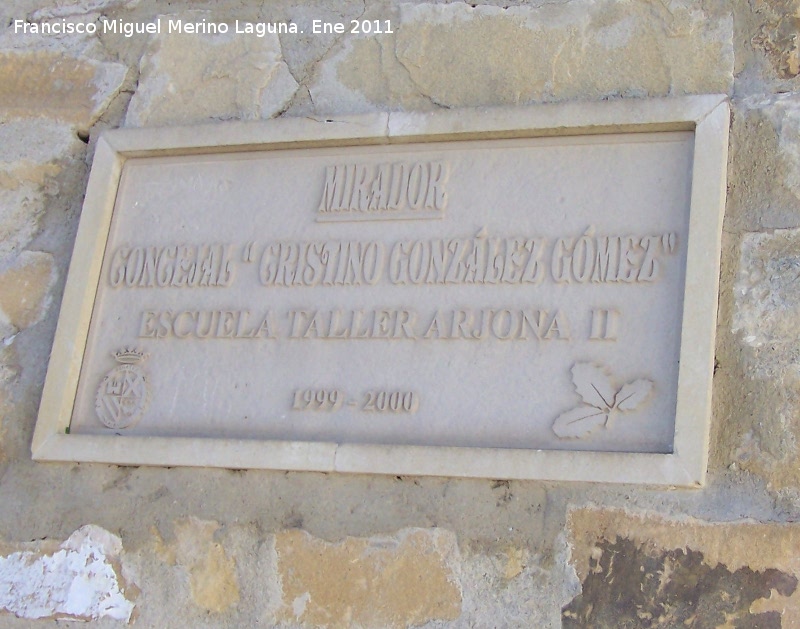 Francisco Miguel Merino Laguna. Ene 2011
MIRADOR
CONCEJAL "CRISTINO GONZÁLEZ GÓMEZ"
ESCUELA TALLER ARJONA II
1999-2000